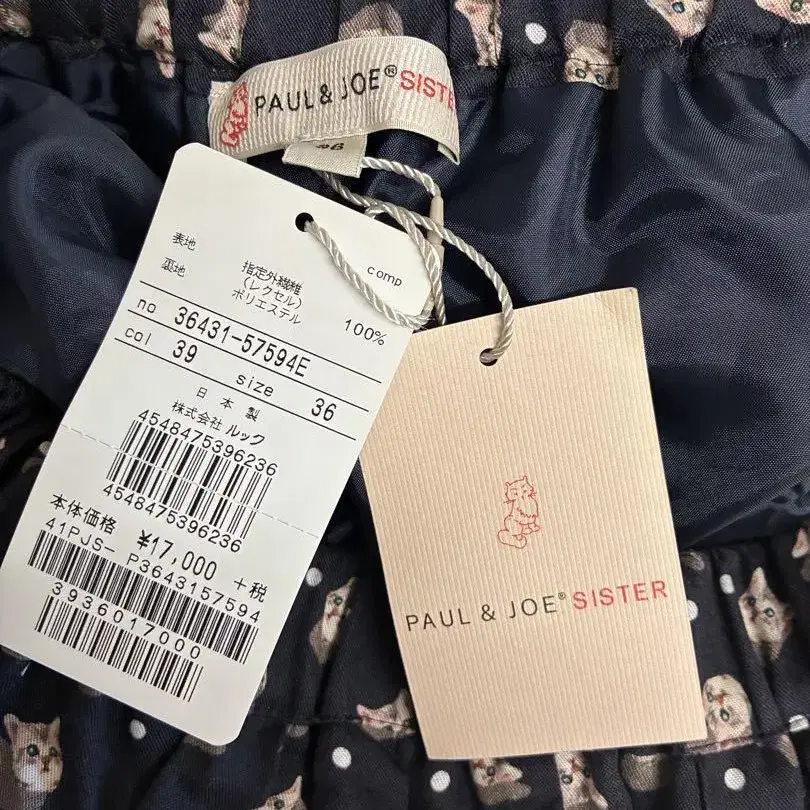 PAUL & JOE® SISTE
36
comp
表地
裏地
指定外繊維
(レクセル)
ポリエステル
100%
no 36431-57594E
col 39 size 36
日本製
株式会社 ルック
4548475396236
4548475396236
本体価格 ¥17,000 +税
41PJS- P3643157594
3936017000
PAUL & JOE® SISTER